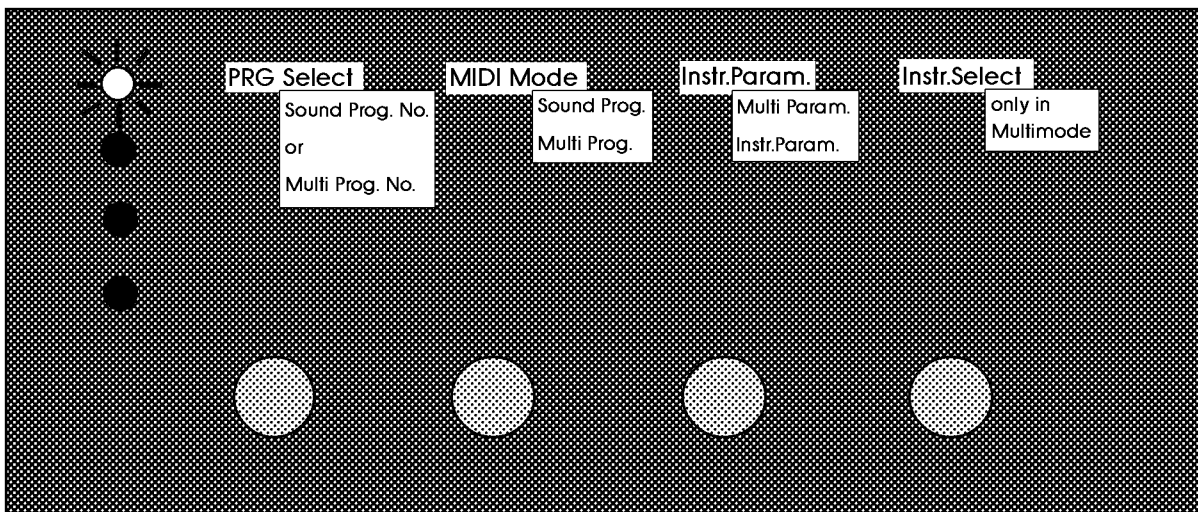 PRG Select
Sound Prog. No.
or
Multi Prog. No.
MIDI Mode
Sound Prog.
Multi Prog.
Instr.Param.
Multi Param.
Instr.Param.
Instr.Select
only in
Multimode